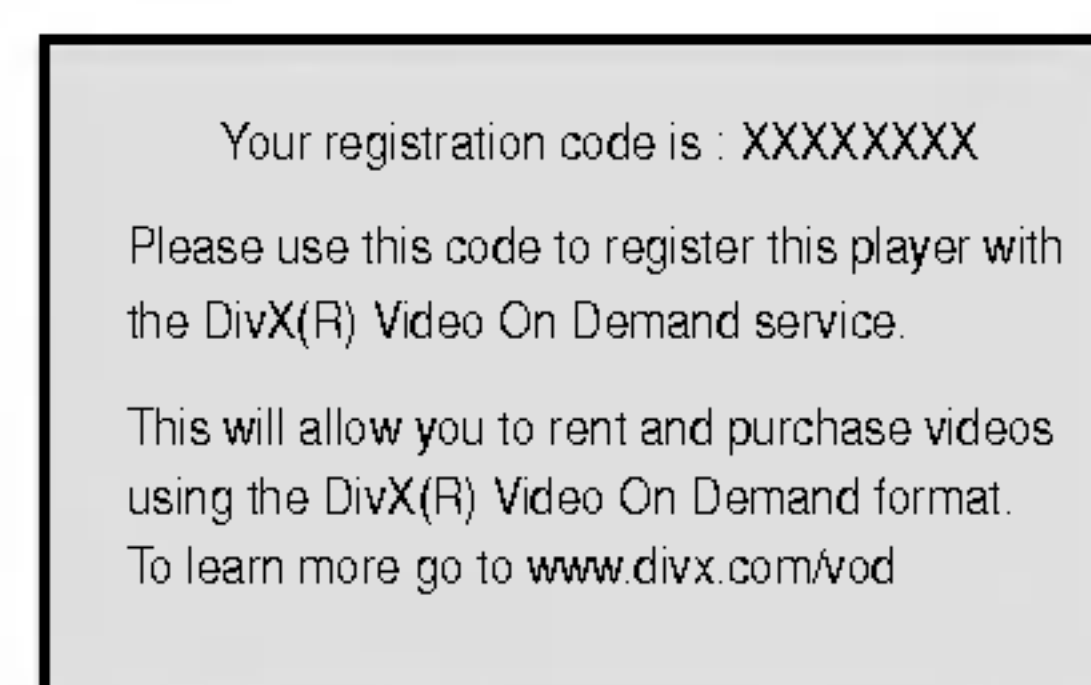 Your registration code is : XXXXXXXX
Please use this code to register this player with
the DivX(R) Video On Demand service.
This will allow you to rent and purchase videos
using the DivX(R) Video On Demand format.
To learn more go to www.divx.com/vod